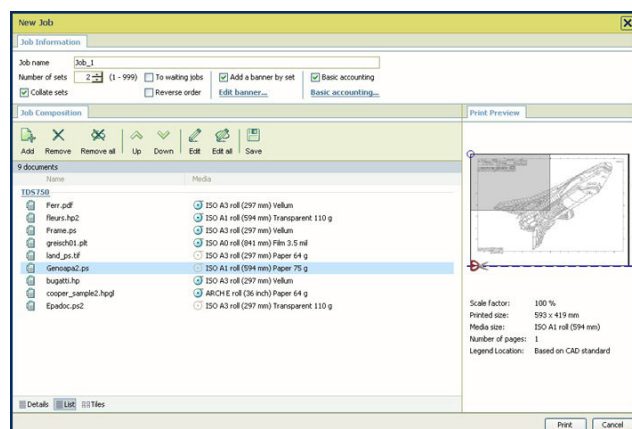 New Job
Job Information
Job name Job_1
Number of sets 2 (1 - 999) To waiting jobs Add a banner by set Basic accounting
Collate sets Reverse order Edit banner... Basic accounting...
Job Composition Print Preview
Add Remove Remove all Up Down Edit Edit all Save
9 documents
Name Media
TDS750
Ferr.pdf ISO A3 roll (297 mm) Vellum
fleurs.hp2 ISO A1 roll (594 mm) Transparent 110 g
Frame.ps ISO A3 roll (297 mm) Vellum
greisch01.plt ISO A0 roll (841 mm) Film 3.5 mil
land_ps.tif ISO A3 roll (297 mm) Paper 64 g
Genoapa2.ps ISO A1 roll (594 mm) Paper 75 g
bugatti.hp ISO A3 roll (297 mm) Vellum
cooper_sample2.hpgl ARCH E roll (36 inch) Paper 64 g
Epadoc.ps2 ISO A3 roll (297 mm) Transparent 110 g
Scale factor: 100 %
Printed size: 593 x 419 mm
Media size: ISO A1 roll (594 mm)
Number of pages: 1
Legend Location: Based on CAD standard
Details List Tiles
Print Cancel